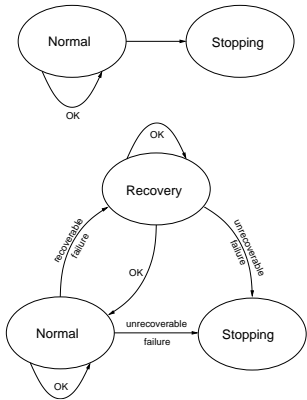 Normal
Stopping
OK
OK
Recovery
recoverable
failure
unrecoverable
failure
OK
Normal
unrecoverable
failure
Stopping
OK